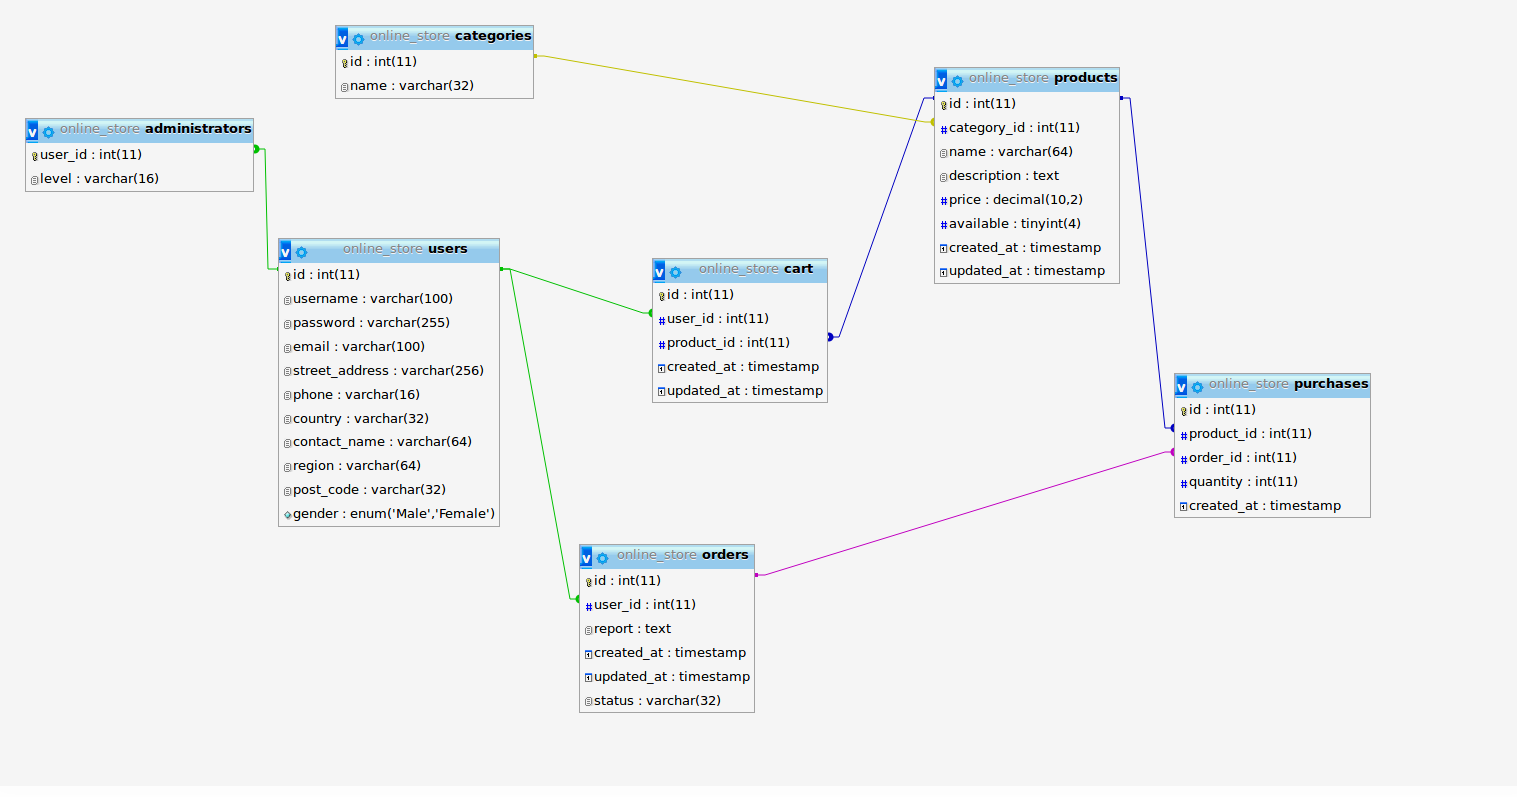 online_store categories
id : int(11)
name : varchar(32)
online_store products
id : int(11)
category_id : int(11)
name : varchar(64)
description : text
price : decimal(10,2)
available : tinyint(4)
created_at : timestamp
updated_at : timestamp
online_store administrators
user_id : int(11)
level : varchar(16)
online_store users
id : int(11)
username : varchar(100)
password : varchar(255)
email : varchar(100)
street_address : varchar(256)
phone : varchar(16)
country : varchar(32)
contact_name : varchar(64)
region : varchar(64)
post_code : varchar(32)
gender : enum('Male','Female')
online_store cart
id : int(11)
user_id : int(11)
product_id : int(11)
created_at : timestamp
updated_at : timestamp
online_store purchases
id : int(11)
product_id : int(11)
order_id : int(11)
quantity : int(11)
created_at : timestamp
online_store orders
id : int(11)
user_id : int(11)
report : text
created_at : timestamp
updated_at : timestamp
status : varchar(32)